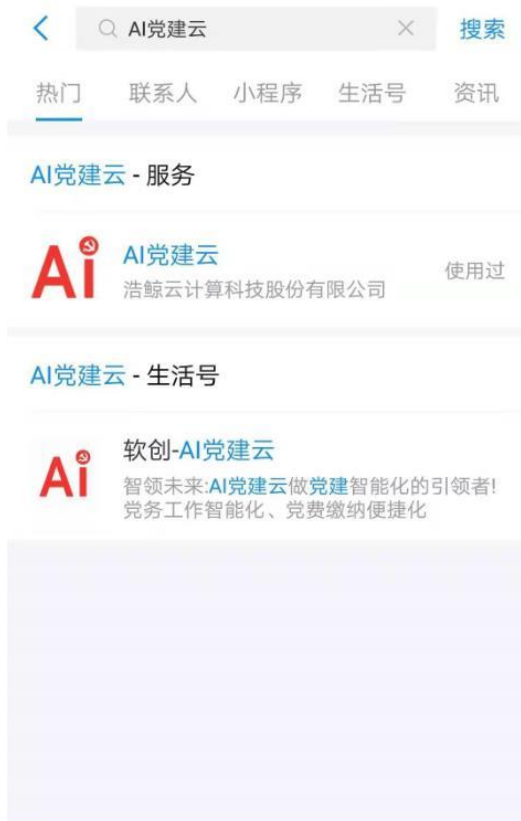 AI党建云
搜索
热门 联系人 小程序 生活号 资讯
AI党建云 - 服务
Ai
AI党建云
浩鲸云计算科技股份有限公司
使用过
AI党建云 - 生活号
Ai
软创-AI党建云
智领未来:AI党建云做党建智能化的引领者!
党务工作智能化、党费缴纳便捷化